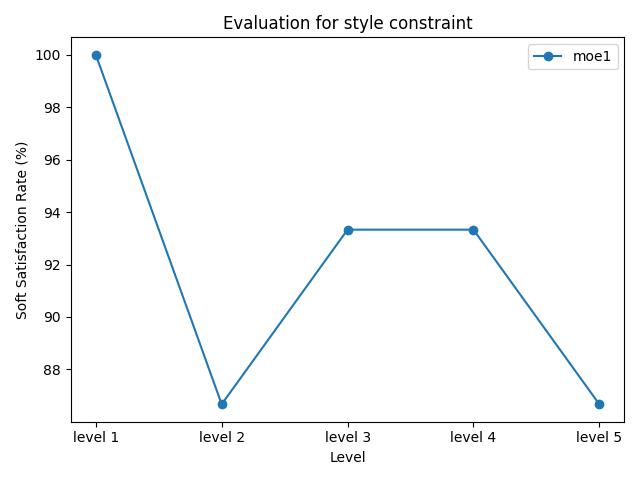 Evaluation for style constraint
moe1
Soft Satisfaction Rate (%)
100
98
96
94
92
90
88
level 1
level 2
level 3
level 4
level 5
Level